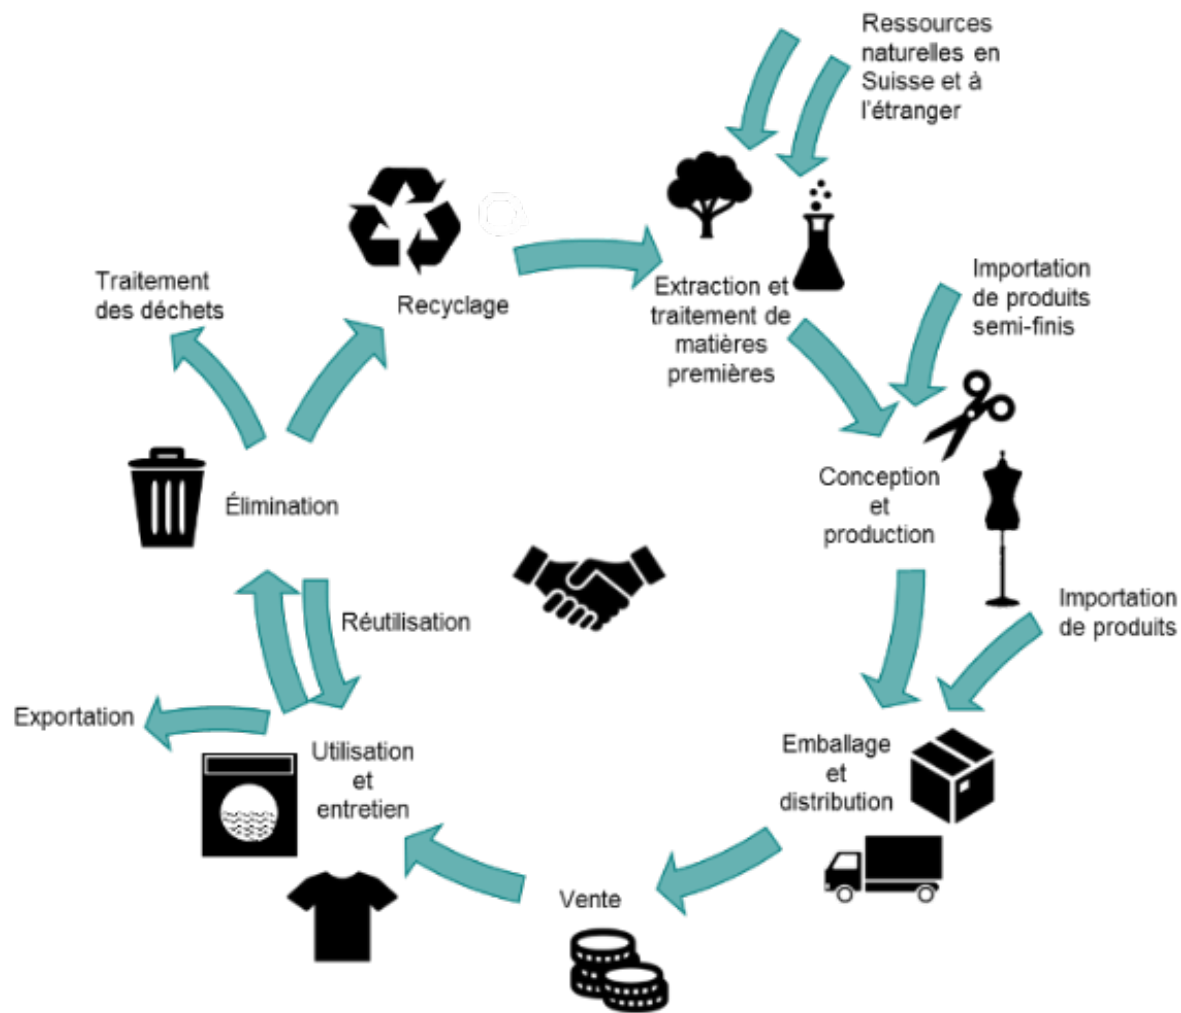 Ressources
naturelles en
Suisse et à
l'étranger
Extraction et
traitement de
matières
premières
Importation
de produits
semi-finis
Conception
et
production
Importation
de produits
Emballage
et
distribution
Vente
Utilisation
et
entretien
Exportation
Réutilisation
Élimination
Traitement
des déchets
Recyclage